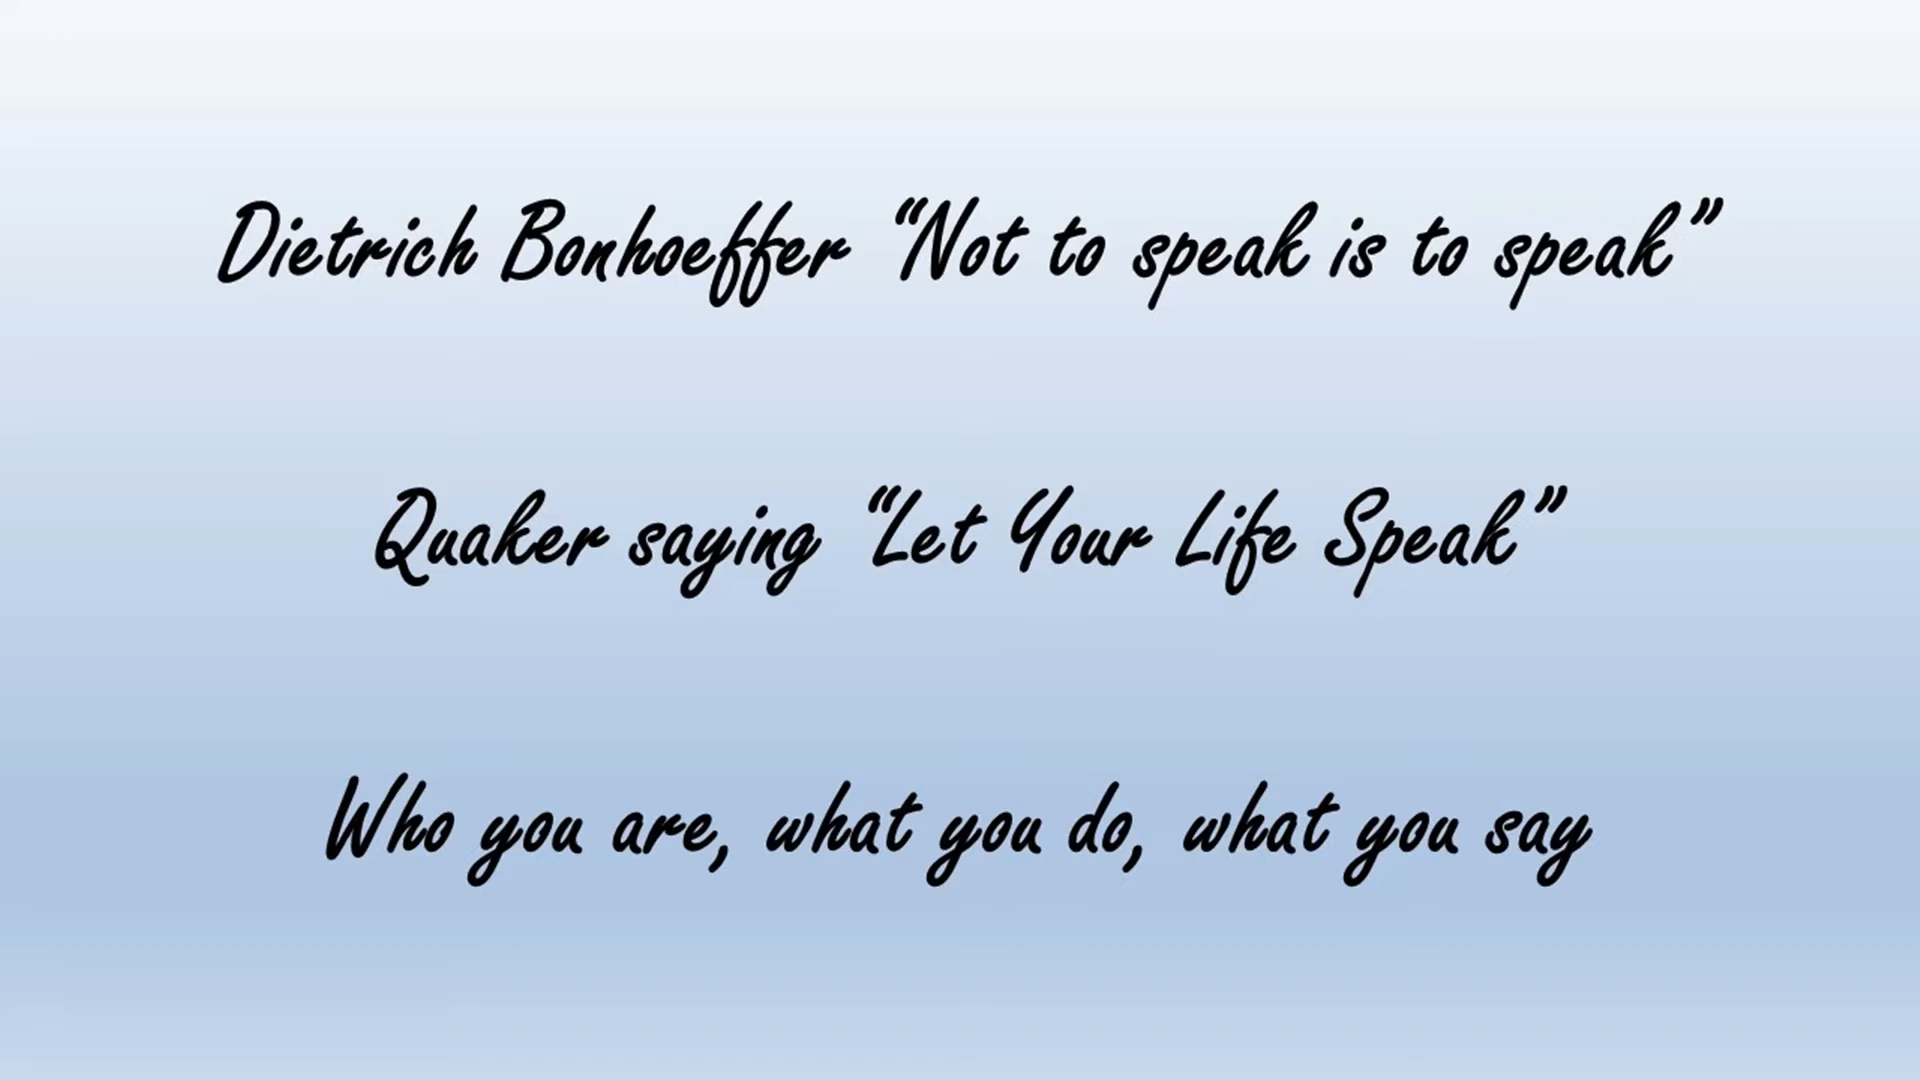 Dietrich Bonhoeffer “Not to speak is to speak”
Quaker saying “Let Your Life Speak”
Who you are, what you do, what you say